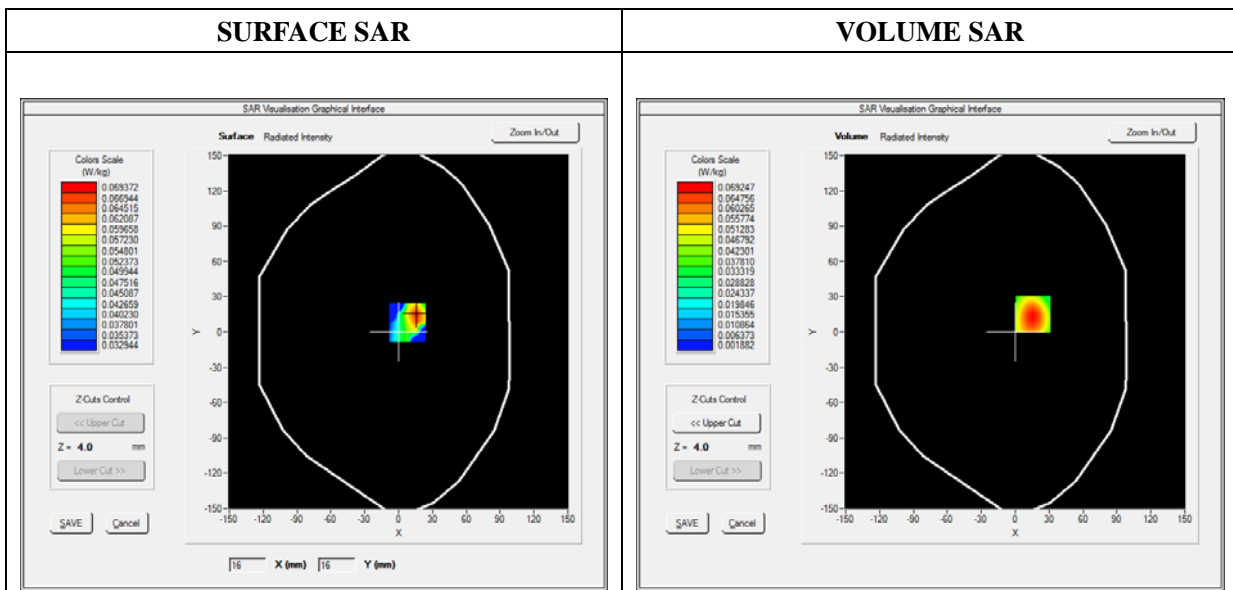 SURFACE SAR
VOLUME SAR
SAR Visualisation Graphical Interface
Surface Radiated Intensity
Zoom In/Out
Colors Scale
(W/kg)
0.069372
0.066944
0.064515
0.062087
0.059658
0.057230
0.054801
0.052373
0.049944
0.047516
0.045087
0.042659
0.040230
0.037801
0.035373
0.032944
Z-Cuts Control
<< Upper Cut
Z = 4.0 mm
Lower Cut >>
SAVE Cancel
150
120
90
60
30
0
-30
-60
-90
-120
-150
Y
-150 -120 -90 -60 -30 0 30 60 90 120 150
X
16 X (mm) 16 Y (mm)
SAR Visualisation Graphical Interface
Volume Radiated Intensity
Zoom In/Out
Colors Scale
(W/kg)
0.069247
0.064756
0.060265
0.055774
0.051283
0.046792
0.042301
0.037810
0.033319
0.028828
0.024337
0.019846
0.015355
0.010864
0.006373
0.001882
Z-Cuts Control
<< Upper Cut
Z = 4.0 mm
Lower Cut >>
SAVE Cancel
150
120
90
60
30
0
-30
-60
-90
-120
-150
Y
-150 -120 -90 -60 -30 0 30 60 90 120 150
X